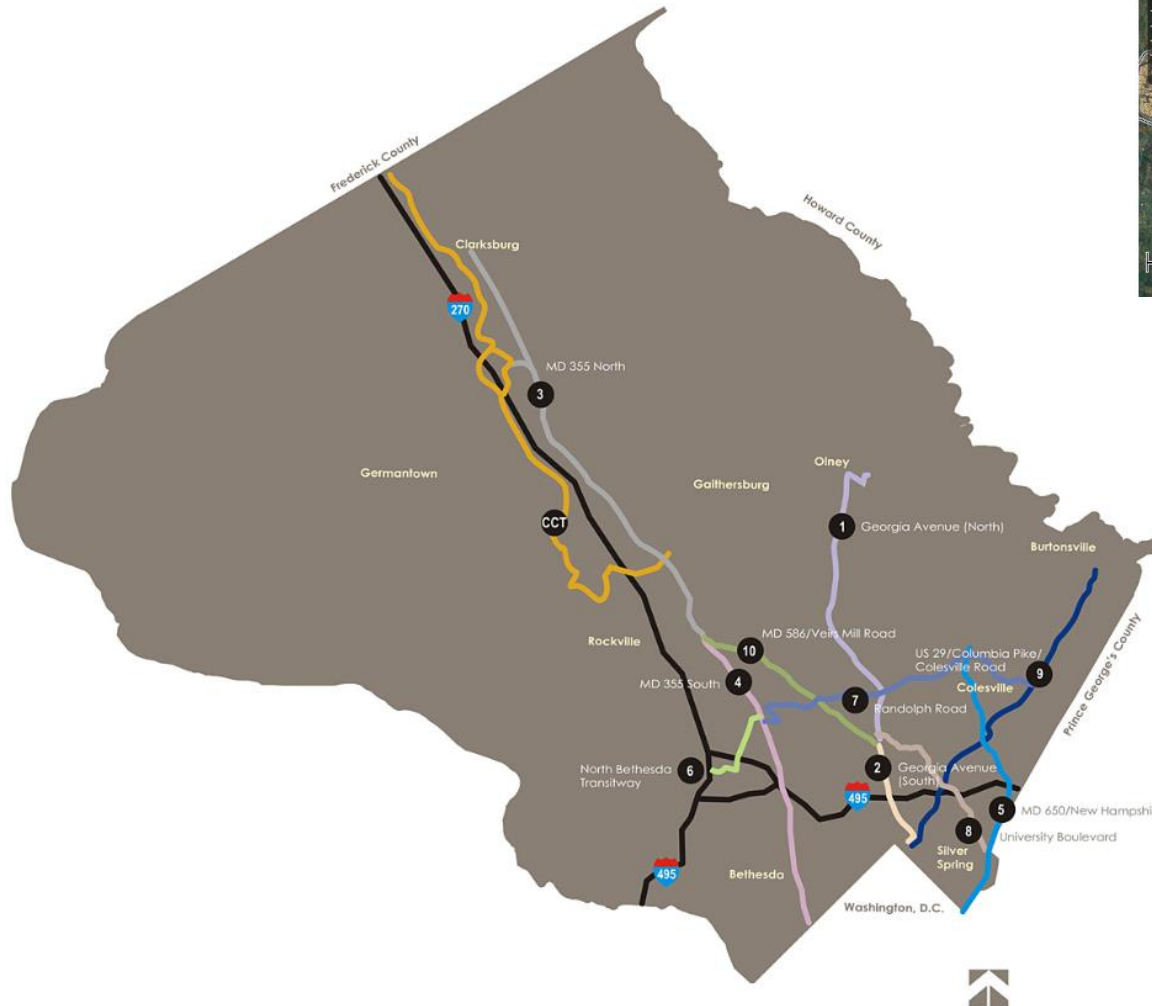 Frederick County
Howard County
Clarksburg
270
MD 355 North
3
Olney
Germantown
Gaithersburg
CCT
1
Georgia Avenue (North)
Burtonsville
MD 586/Veirs Mill Road
Rockville
10
US 29/Columbia Pike/
Colesville Road
9
MD 355 South
4
Colesville
Prince George's County
7
Randolph Road
North Bethesda
Transitway
6
2
Georgia Avenue
(South)
495
5
MD 650/New Hampshi
8
University Boulevard
Silver
Spring
495
Bethesda
Washington, D.C.